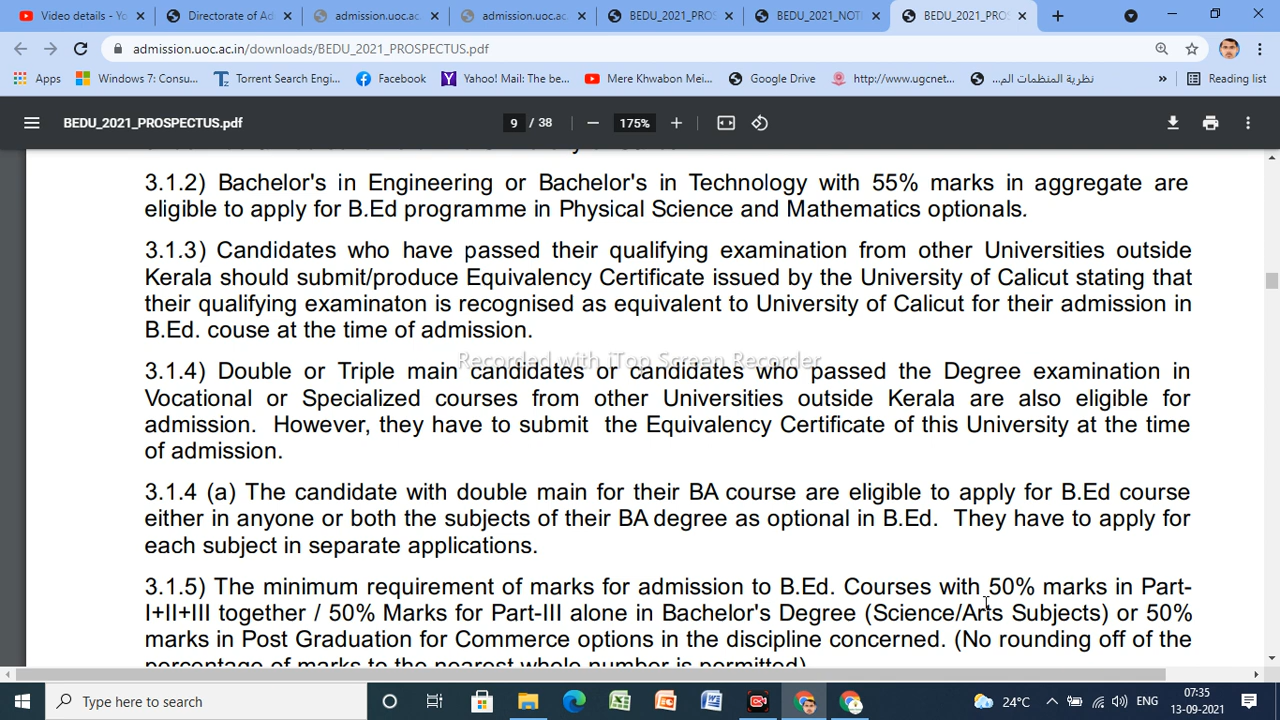 Video details - Yo
Directorate of Ad
admission.uoc.ac.
admission.uoc.ac.
BEDU_2021_PROS
BEDU_2021_NOTI
BEDU_2021_PROS
admission.uoc.ac.in/downloads/BEDU_2021_PROSPECTUS.pdf
Apps
Windows 7: Consu...
Torrent Search Engi...
Facebook
Yahoo! Mail: The be...
Mere Khwabon Mei...
Google Drive
http://www.ugcnet...
نظرية المنظمات الم...
»
Reading list
BEDU_2021_PROSPECTUS.pdf
9 / 38
175%
3.1.2) Bachelor's in Engineering or Bachelor's in Technology with 55% marks in aggregate are
eligible to apply for B.Ed programme in Physical Science and Mathematics optionals.
3.1.3) Candidates who have passed their qualifying examination from other Universities outside
Kerala should submit/produce Equivalency Certificate issued by the University of Calicut stating that
their qualifying examinaton is recognised as equivalent to University of Calicut for their admission in
B.Ed. couse at the time of admission.
Recorded with iTop Screen Recorder
3.1.4) Double or Triple main candidates or candidates who passed the Degree examination in
Vocational or Specialized courses from other Universities outside Kerala are also eligible for
admission. However, they have to submit the Equivalency Certificate of this University at the time
of admission.
3.1.4 (a) The candidate with double main for their BA course are eligible to apply for B.Ed course
either in anyone or both the subjects of their BA degree as optional in B.Ed. They have to apply for
each subject in separate applications.
3.1.5) The minimum requirement of marks for admission to B.Ed. Courses with 50% marks in Part-
I+II+III together / 50% Marks for Part-III alone in Bachelor's Degree (Science/Arts Subjects) or 50%
marks in Post Graduation for Commerce options in the discipline concerned. (No rounding off of the
percentage of marks to the nearest whole number is permitted)
Type here to search
24°C
ENG
07:35
13-09-2021